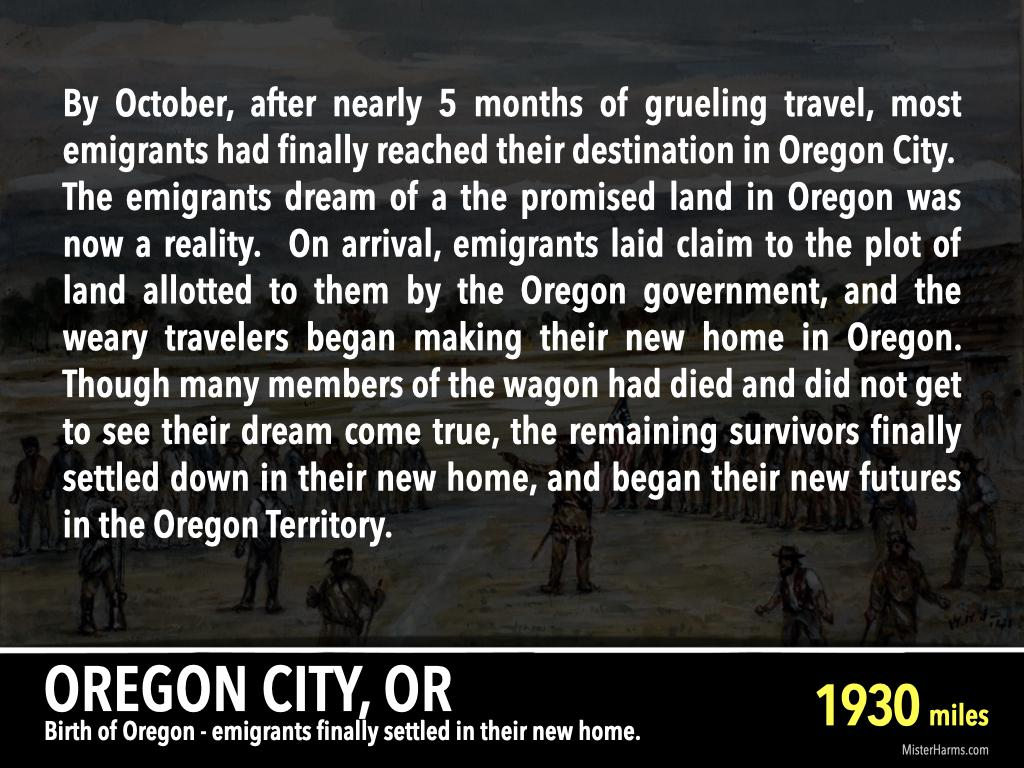 By October, after nearly 5 months of grueling travel, most
emigrants had finally reached their destination in Oregon City.
The emigrants dream of a the promised land in Oregon was
now a reality. On arrival, emigrants laid claim to the plot of
land allotted to them by the Oregon government, and the
weary travelers began making their new home in Oregon.
Though many members of the wagon had died and did not get
to see their dream come true, the remaining survivors finally
settled down in their new home, and began their new futures
in the Oregon Territory.
OREGON CITY, OR
Birth of Oregon - emigrants finally settled in their new home.
1930 miles
MisterHarms.com